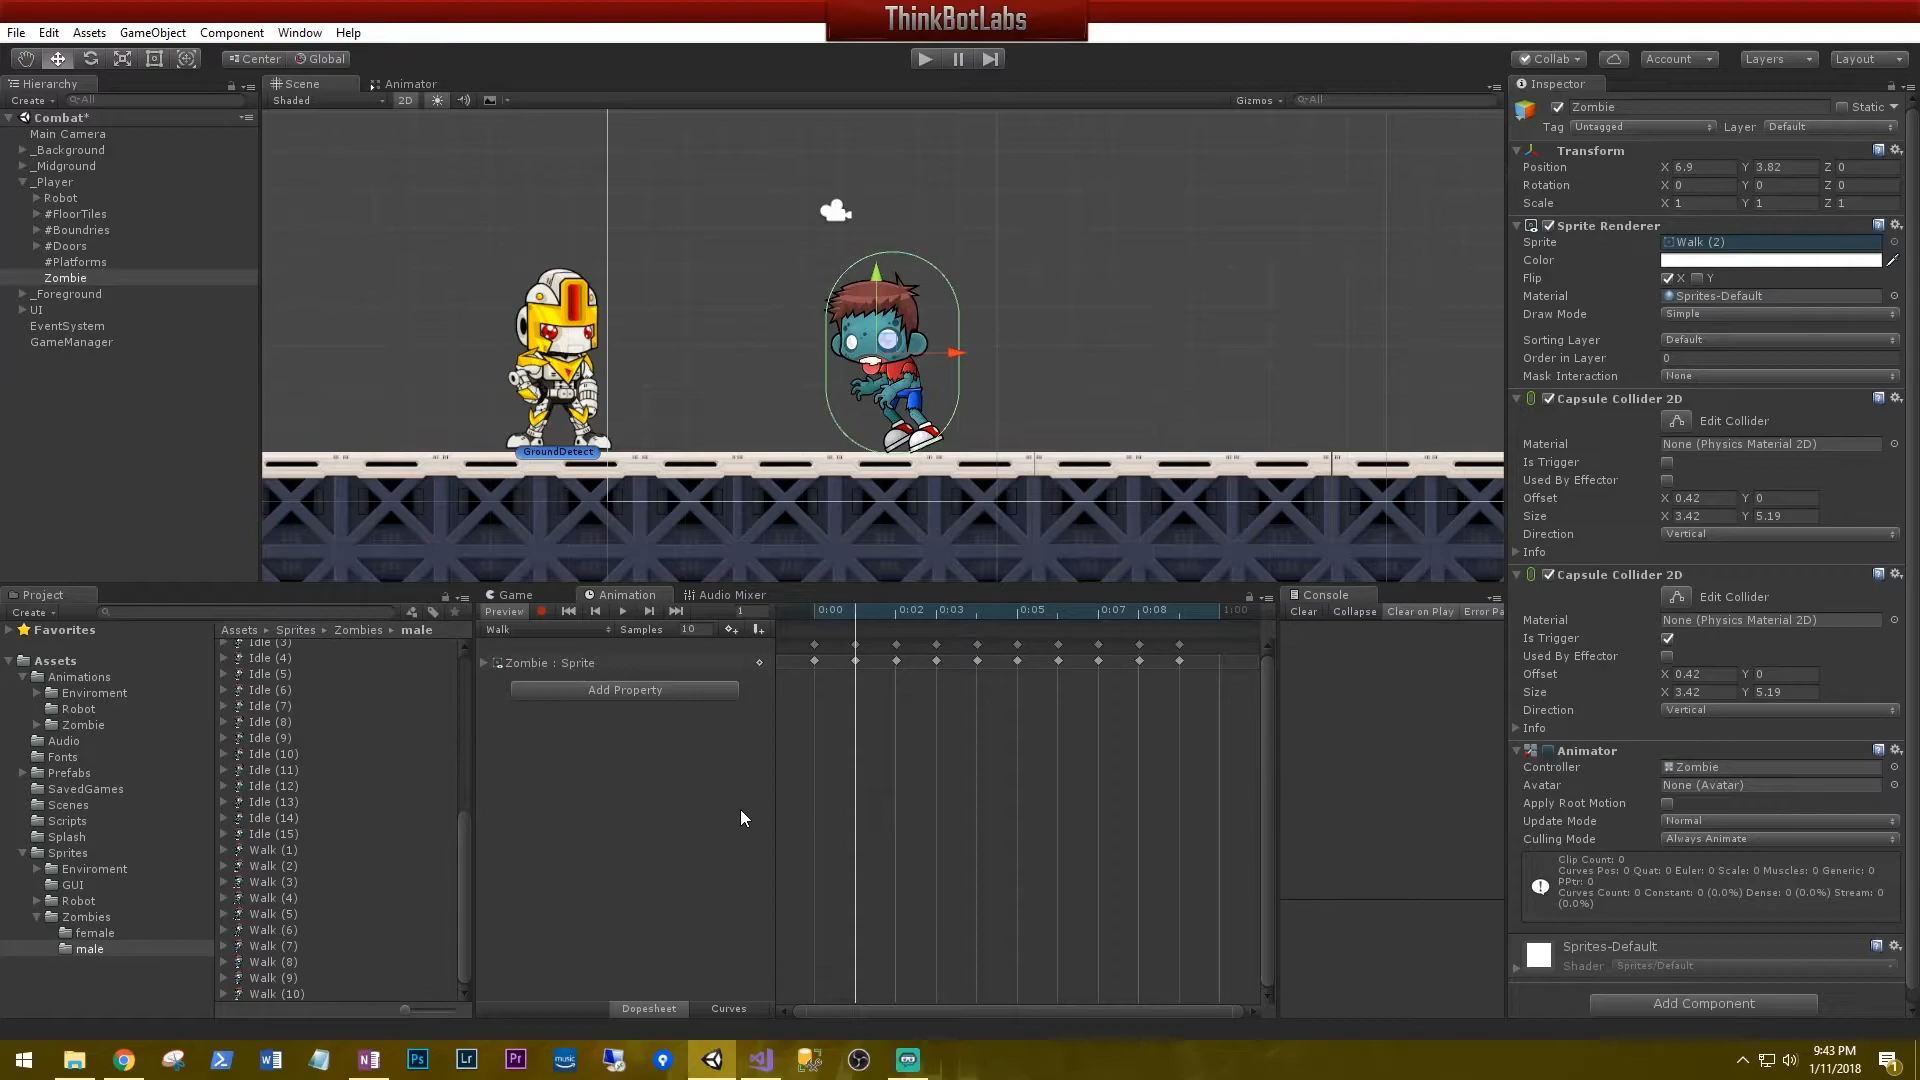 ThinkBotLabs
File Edit Assets GameObject Component Window Help
Center Global
Collab Account Layers Layout
Hierarchy
Create All
Combat*
Main Camera
_Background
_Midground
_Player
Robot
#FloorTiles
#Boundries
#Doors
#Platforms
Zombie
_Foreground
UI
EventSystem
GameManager
Scene Animator
Shaded 2D Gizmos All
GroundDetect
Inspector
Zombie Static
Tag Untagged Layer Default
Transform
Position X 6.9 Y 3.82 Z 0
Rotation X 0 Y 0 Z 0
Scale X 1 Y 1 Z 1
Sprite Renderer
Sprite Walk (2)
Color
Flip X Y
Material Sprites-Default
Draw Mode Simple
Sorting Layer Default
Order in Layer 0
Mask Interaction None
Capsule Collider 2D
Edit Collider
Material None (Physics Material 2D)
Is Trigger
Used By Effector
Offset X 0.42 Y 0
Size X 3.42 Y 5.19
Direction Vertical
Info
Capsule Collider 2D
Edit Collider
Material None (Physics Material 2D)
Is Trigger
Used By Effector
Offset X 0.42 Y 0
Size X 3.42 Y 5.19
Direction Vertical
Info
Animator
Controller Zombie
Avatar None (Avatar)
Apply Root Motion
Update Mode Normal
Culling Mode Always Animate
Clip Count: 0
Curves Pos: 0 Quat: 0 Euler: 0 Scale: 0 Muscles: 0 Generic: 0
PPtr: 0
Curves Count: 0 Constant: 0 (0.0%) Dense: 0 (0.0%) Stream: 0
(0.0%)
Sprites-Default
Shader Sprites/Default
Add Component
Project
Create
Favorites
Assets
Animations
Enviroment
Robot
Zombie
Audio
Fonts
Prefabs
SavedGames
Scenes
Scripts
Splash
Sprites
Enviroment
GUI
Robot
Zombies
female
male
Assets Sprites Zombies male
Idle (3)
Idle (4)
Idle (5)
Idle (6)
Idle (7)
Idle (8)
Idle (9)
Idle (10)
Idle (11)
Idle (12)
Idle (13)
Idle (14)
Idle (15)
Walk (1)
Walk (2)
Walk (3)
Walk (4)
Walk (5)
Walk (6)
Walk (7)
Walk (8)
Walk (9)
Walk (10)
Game Animation Audio Mixer
Preview 1 0:00 0:02 0:03 0:05 0:07 0:08 1:00
Walk Samples 10
Zombie : Sprite
Add Property
Dopesheet Curves
Console
Clear Collapse Clear on Play Error Pa
Ps Lr Pr music
9:43 PM
1/11/2018
1